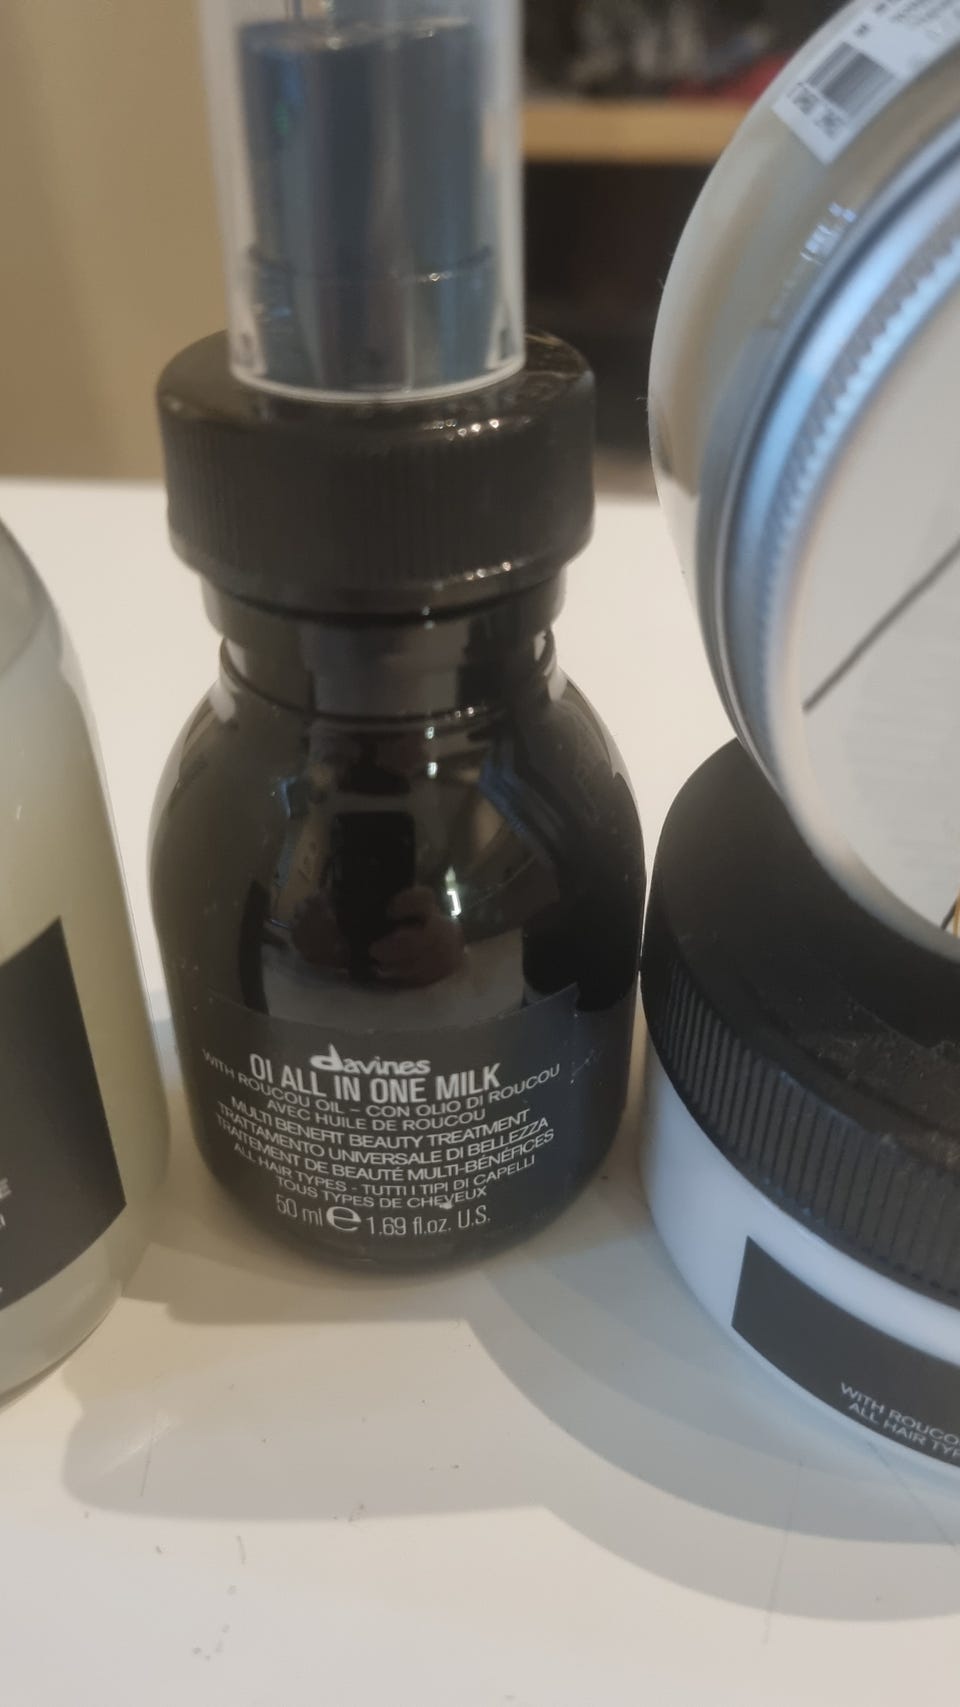 davines
OI ALL IN ONE MILK
WITH ROUCOU OIL - CON OLIO DI ROUCOU
AVEC HUILE DE ROUCOU
MULTI BENEFIT BEAUTY TREATMENT
TRATTAMENTO UNIVERSALE DI BELLEZZA
TRAITEMENT DE BEAUTÉ MULTI-BÉNÉFICES
ALL HAIR TYPES - TUTTI I TIPI DI CAPELLI
TOUS TYPES DE CHEVEUX
50 ml e 1.69 fl.oz. U.S.
WITH ROUCO
ALL HAIR TYP